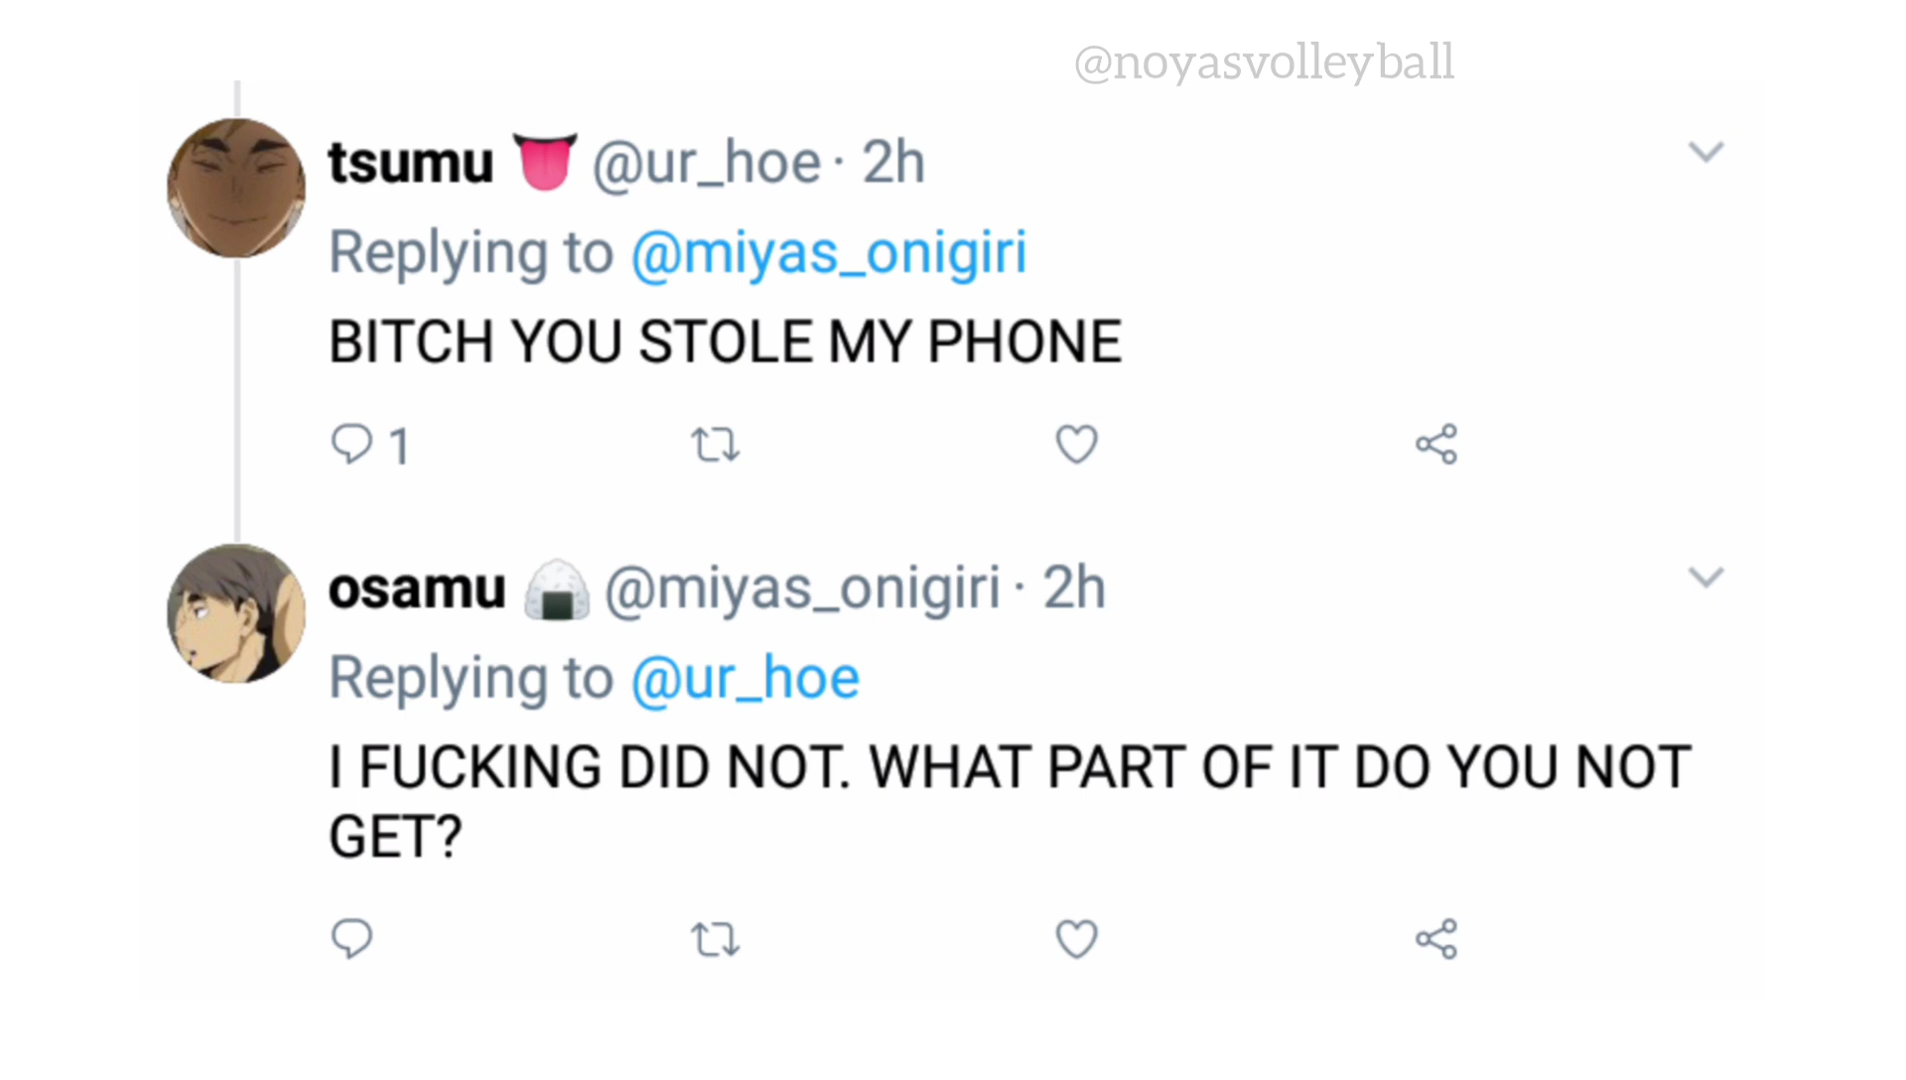 @noyasvolleyball
tsumu 👅 @ur_hoe · 2h
Replying to @miyas_onigiri
BITCH YOU STOLE MY PHONE
1
osamu 🍙 @miyas_onigiri · 2h
Replying to @ur_hoe
I FUCKING DID NOT. WHAT PART OF IT DO YOU NOT
GET?